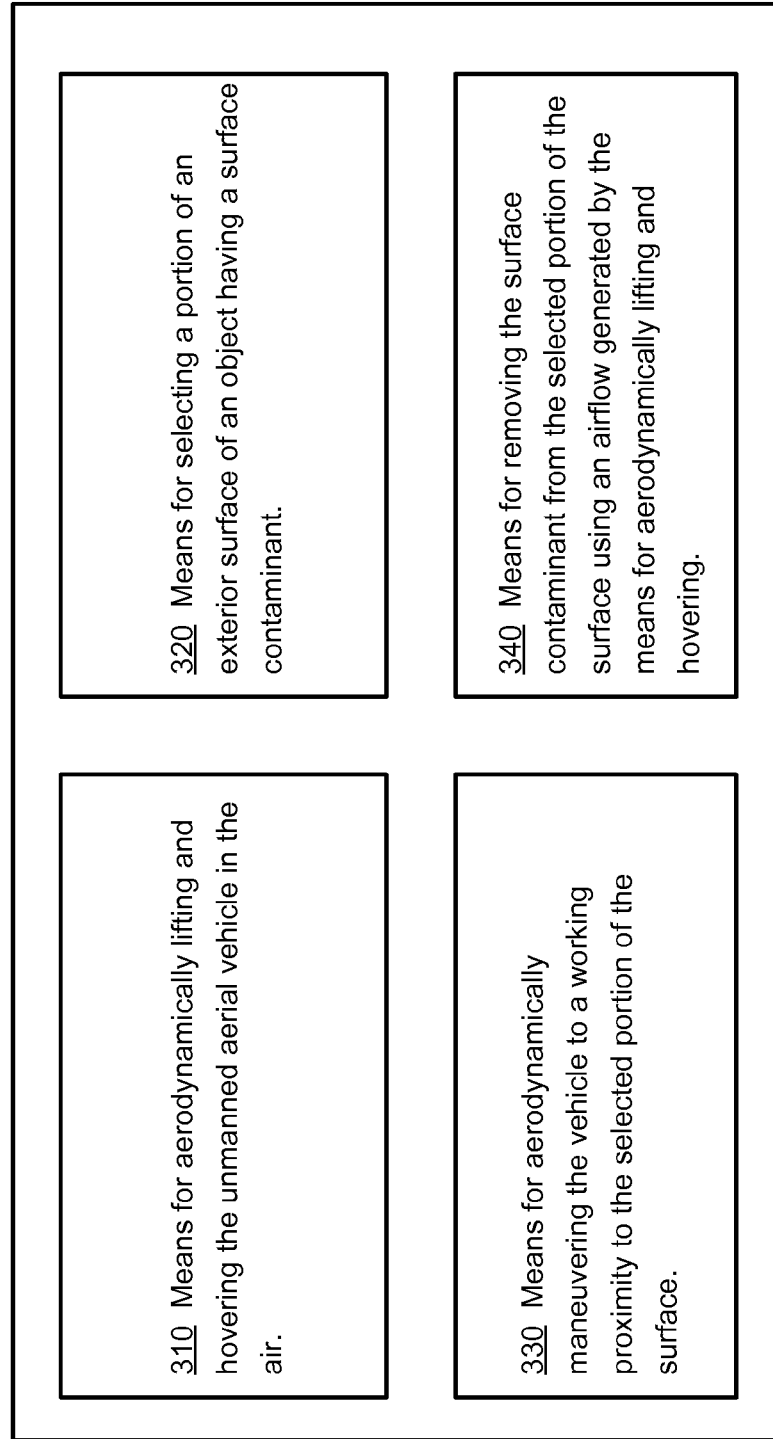 310 Means for aerodynamically lifting and
hovering the unmanned aerial vehicle in the
air.
320 Means for selecting a portion of an
exterior surface of an object having a surface
contaminant.
330 Means for aerodynamically
maneuvering the vehicle to a working
proximity to the selected portion of the
surface.
340 Means for removing the surface
contaminant from the selected portion of the
surface using an airflow generated by the
means for aerodynamically lifting and
hovering.